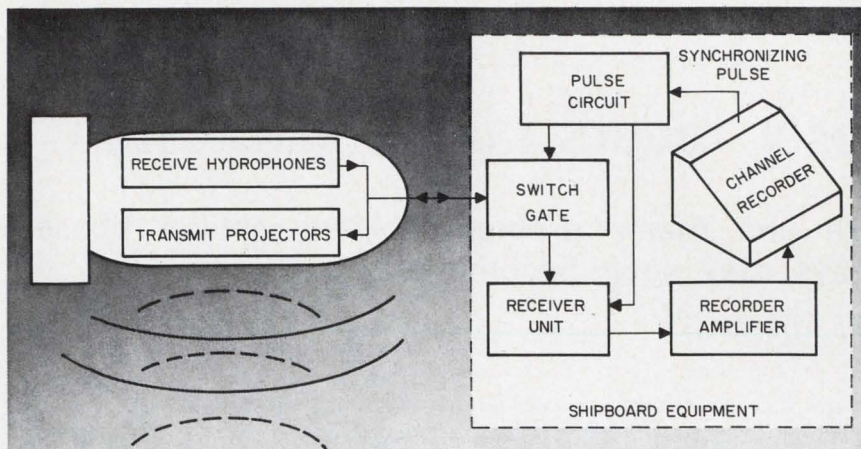 RECEIVE HYDROPHONES
TRANSMIT PROJECTORS
PULSE
CIRCUIT
SYNCHRONIZING
PULSE
SWITCH
GATE
CHANNEL
RECORDER
RECEIVER
UNIT
RECORDER
AMPLIFIER
SHIPBOARD EQUIPMENT